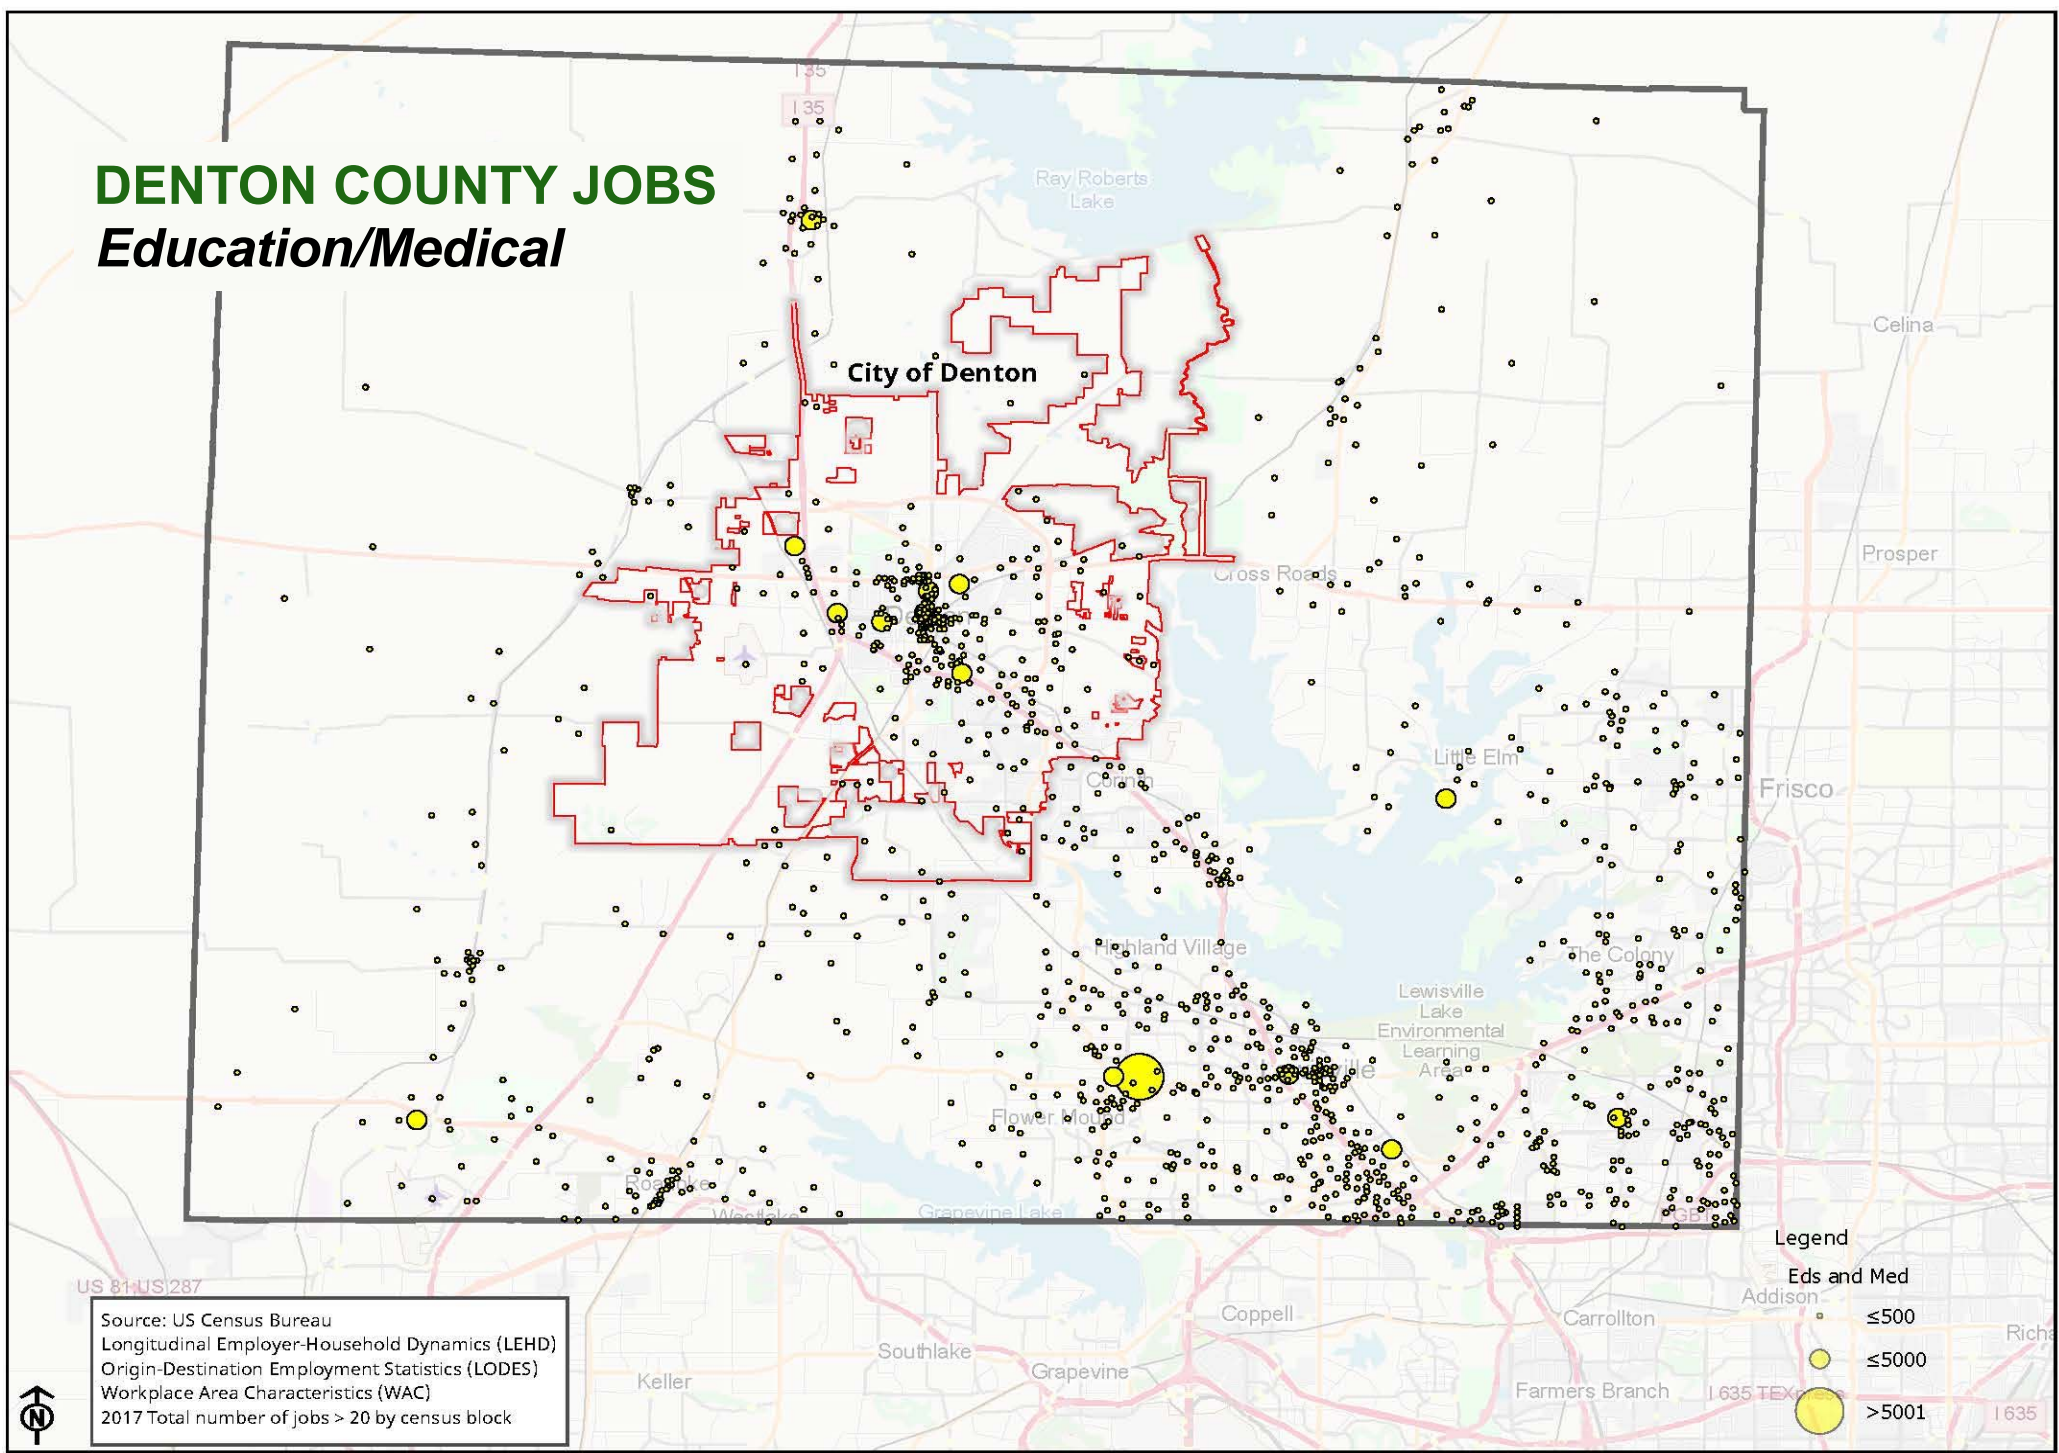 I 35
I 35
DENTON COUNTY JOBS
Education/Medical
Ray Roberts
Lake
Celina
City of Denton
Prosper
Cross Roads
Little Elm
Corinth
Frisco
Highland Village
The Colony
Lewisville
Lake
Environmental
Learning
Area
Flower Mound
Roanoke
Westlake
Grapevine Lake
PGBT
Legend
Eds and Med
≤500
≤5000
>5001
US 81;US 287
Source: US Census Bureau
Longitudinal Employer-Household Dynamics (LEHD)
Origin-Destination Employment Statistics (LODES)
Workplace Area Characteristics (WAC)
2017 Total number of jobs > 20 by census block
N
Addison
Coppell
Carrollton
Richa
Southlake
Grapevine
Keller
Farmers Branch
I 635 TEXpress
I 635